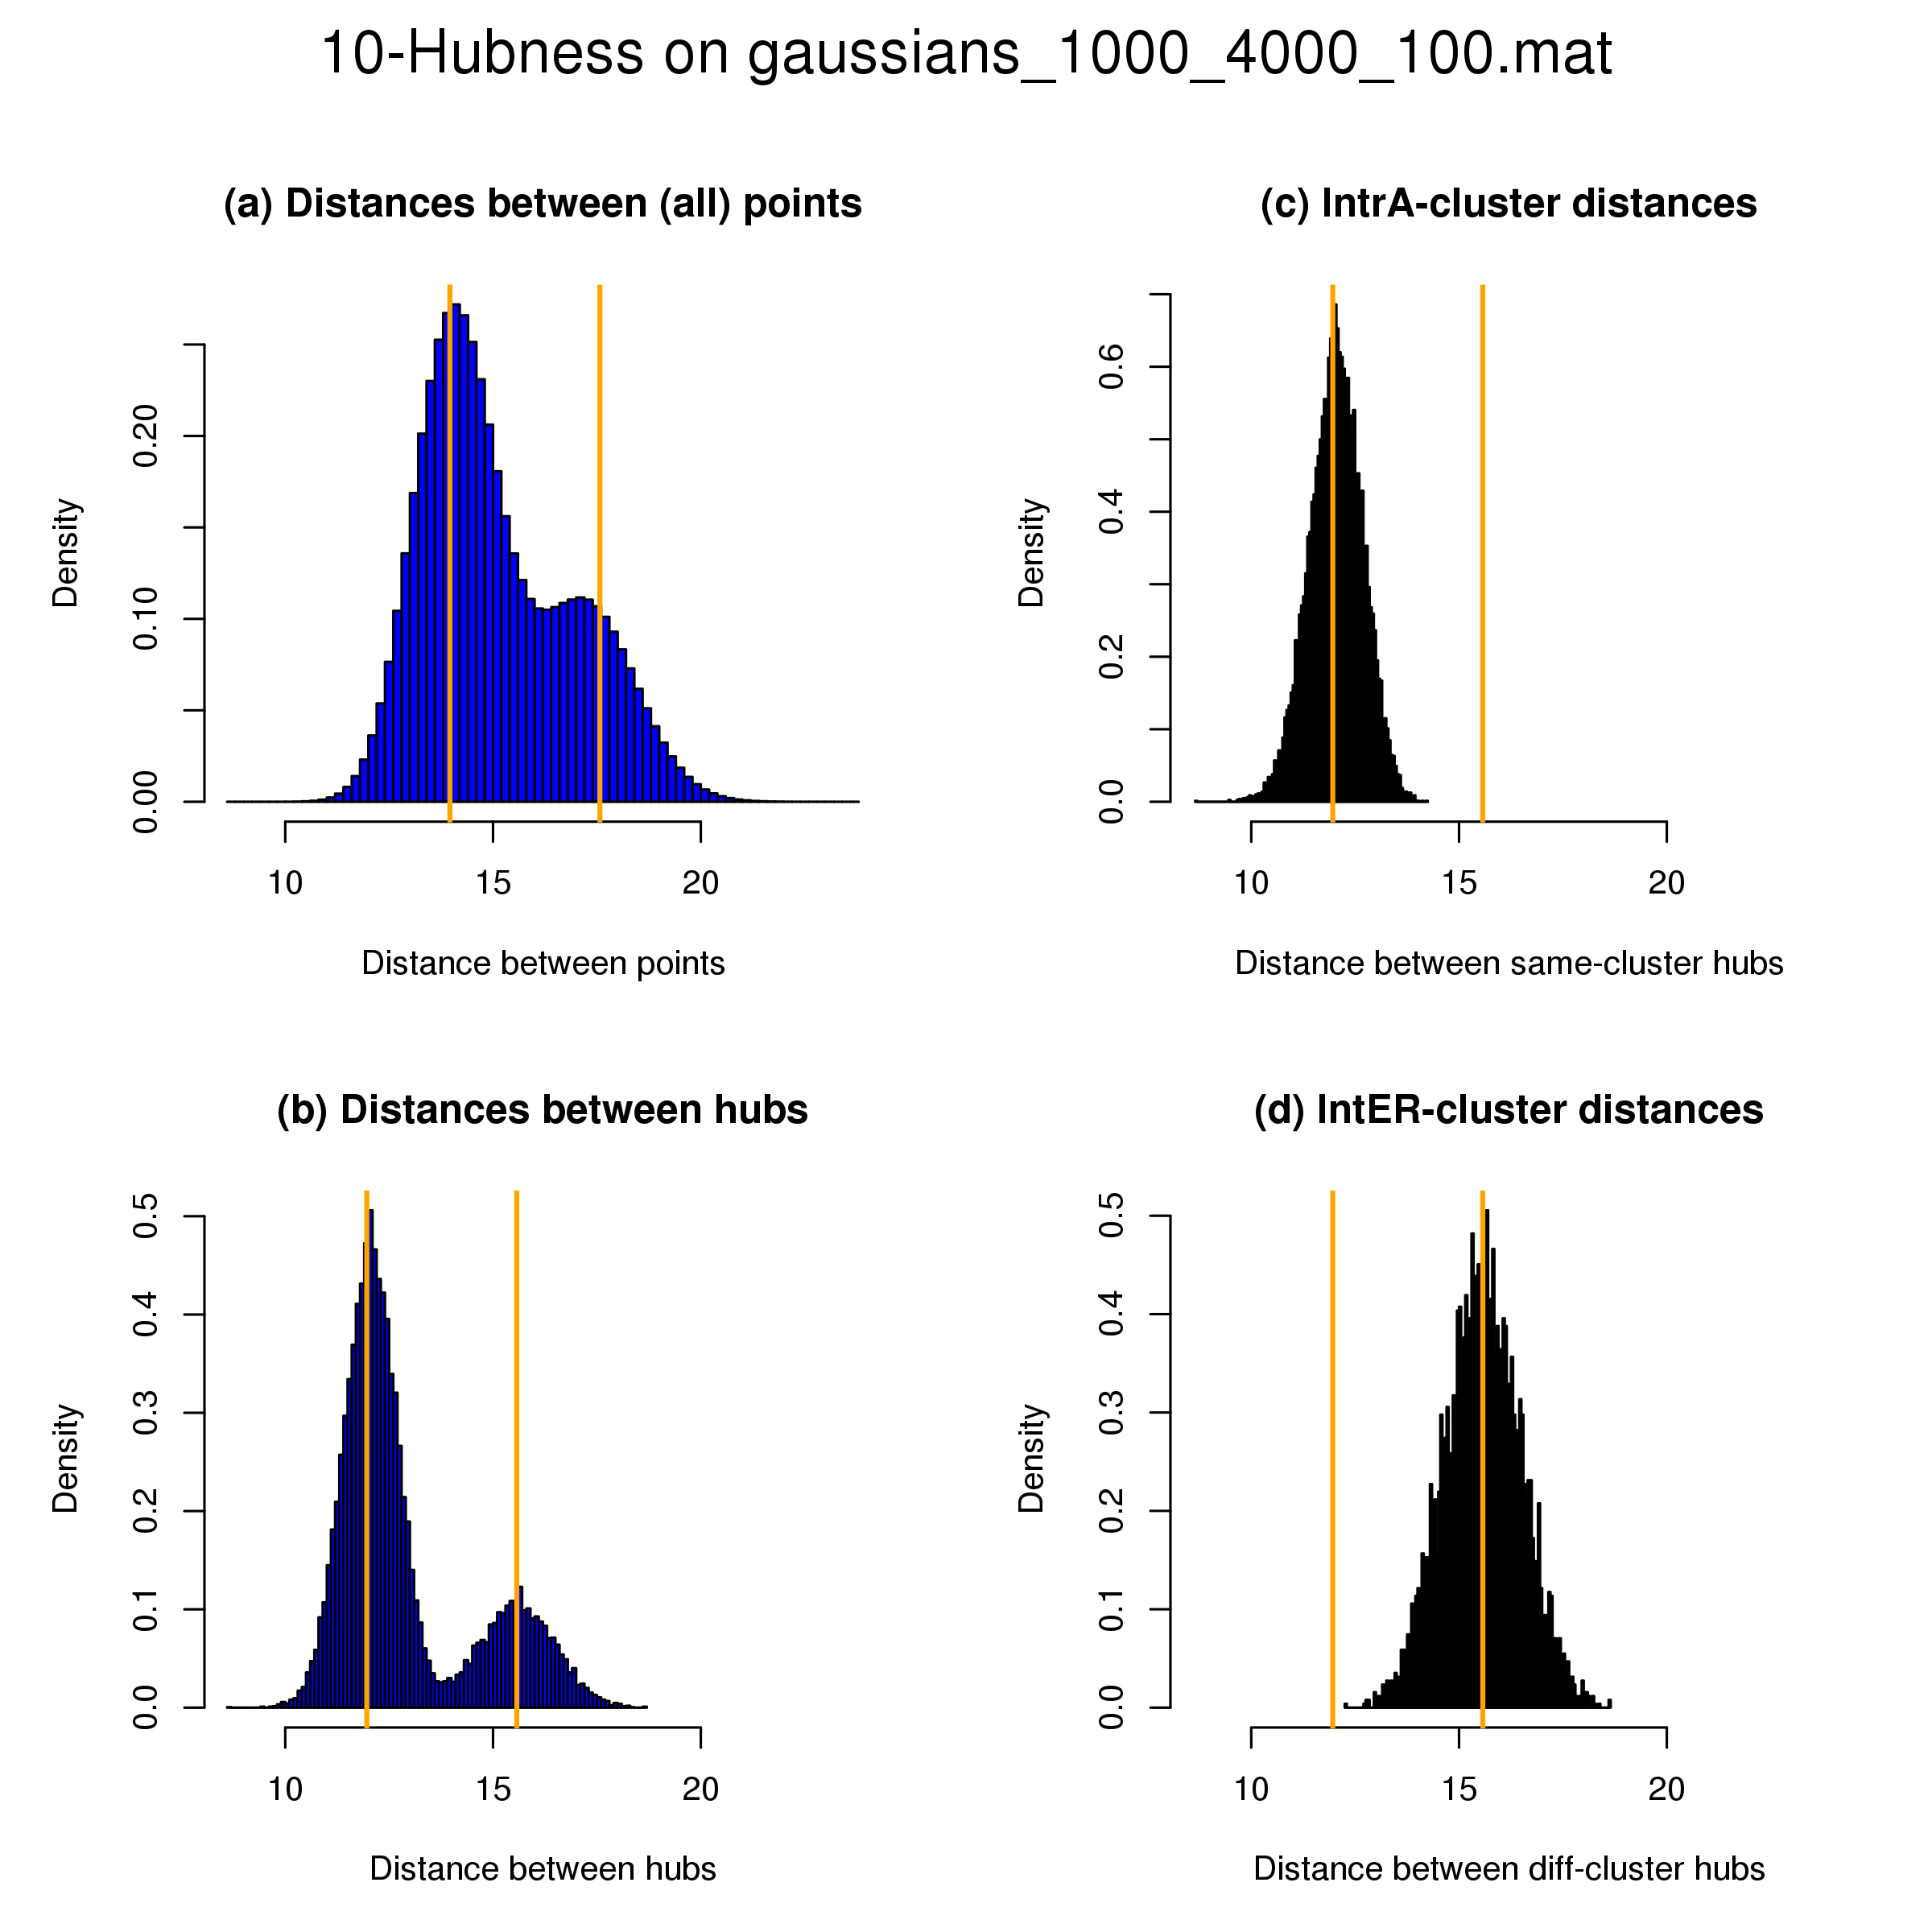 10-Hubness on gaussians_1000_4000_100.mat
(a) Distances between (all) points
Density
0.00 0.10 0.20
10 15 20
Distance between points
(c) IntrA-cluster distances
Density
0.0 0.2 0.4 0.6
10 15 20
Distance between same-cluster hubs
(b) Distances between hubs
Density
0.0 0.1 0.2 0.3 0.4 0.5
10 15 20
Distance between hubs
(d) IntER-cluster distances
Density
0.0 0.1 0.2 0.3 0.4 0.5
10 15 20
Distance between diff-cluster hubs